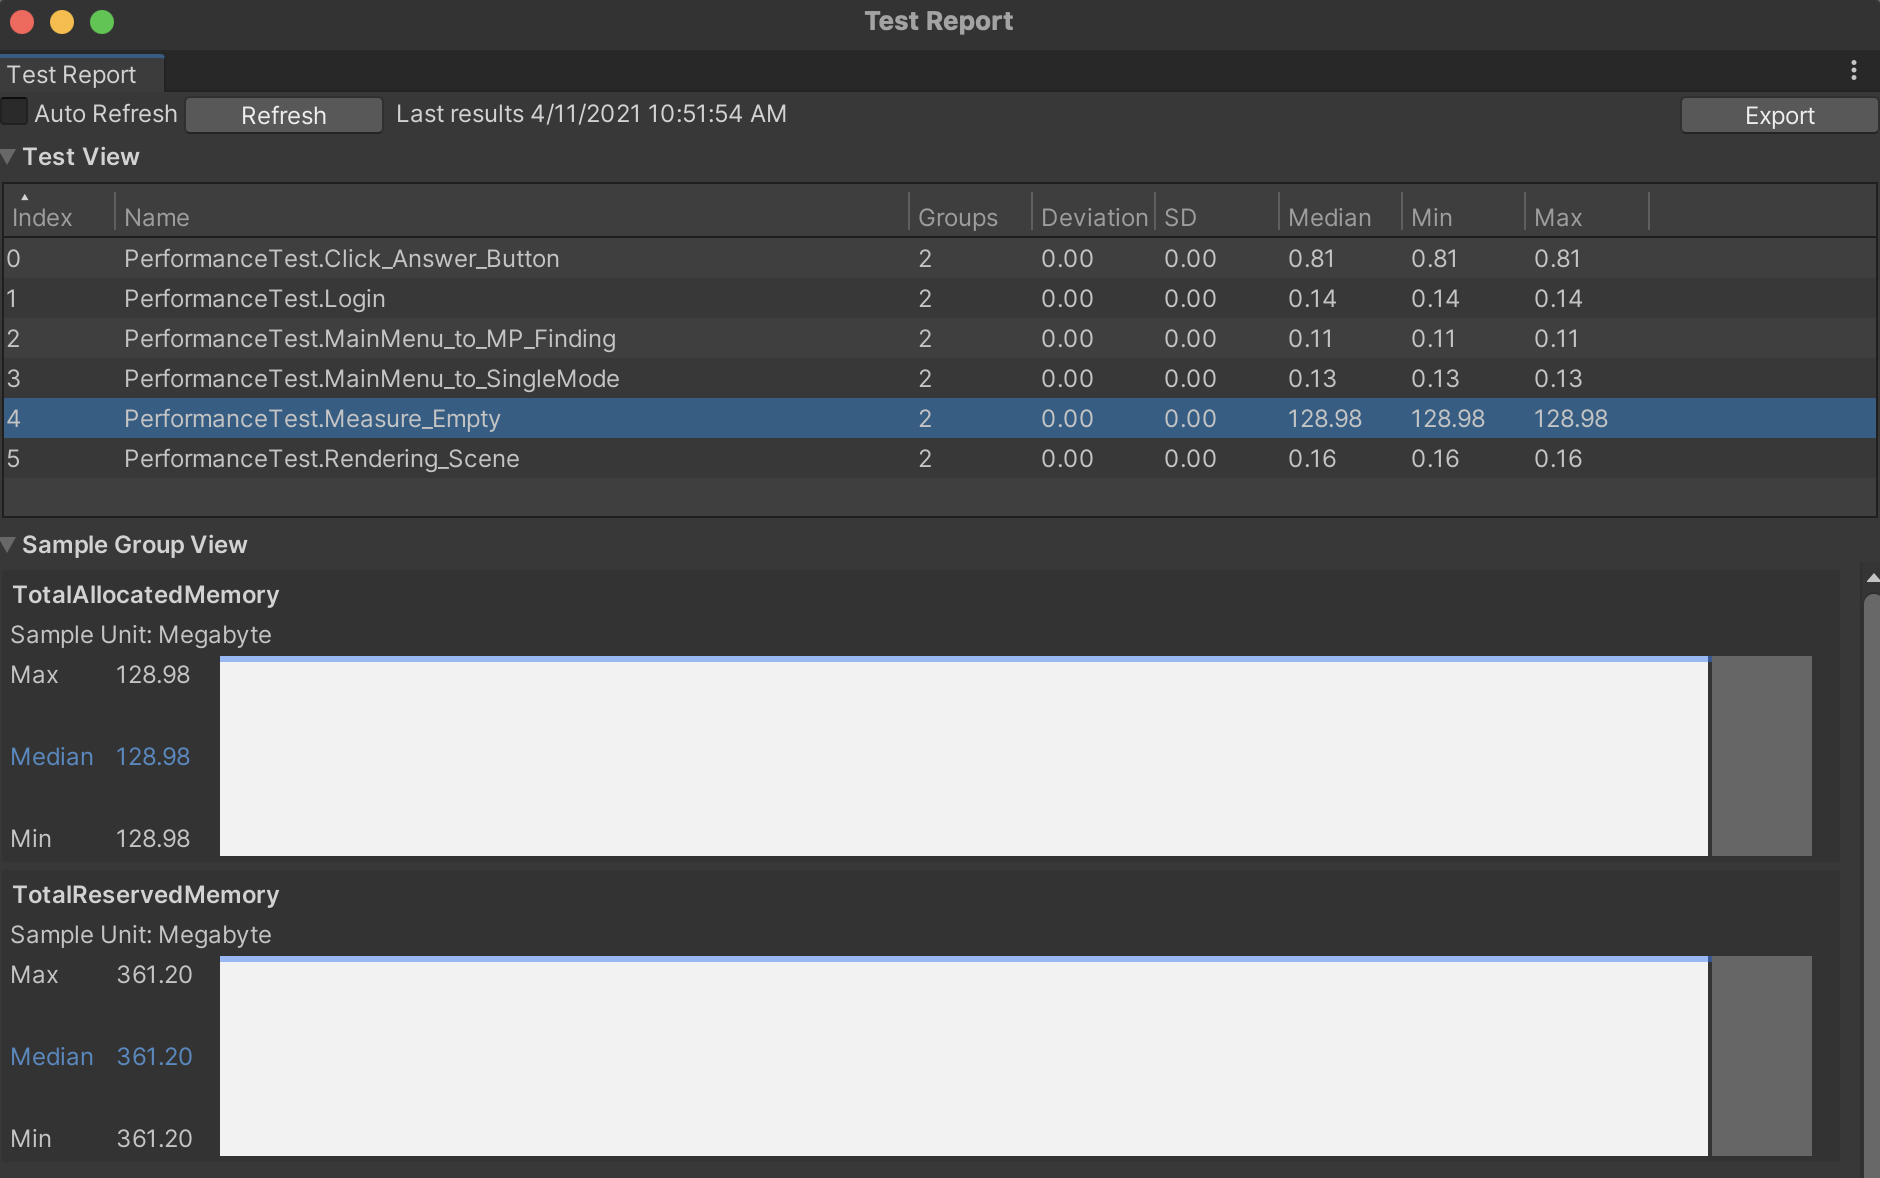 Test Report
Test Report
Auto Refresh Refresh Last results 4/11/2021 10:51:54 AM Export
Test View
Index Name Groups Deviation SD Median Min Max
0 PerformanceTest.Click_Answer_Button 2 0.00 0.00 0.81 0.81 0.81
1 PerformanceTest.Login 2 0.00 0.00 0.14 0.14 0.14
2 PerformanceTest.MainMenu_to_MP_Finding 2 0.00 0.00 0.11 0.11 0.11
3 PerformanceTest.MainMenu_to_SingleMode 2 0.00 0.00 0.13 0.13 0.13
4 PerformanceTest.Measure_Empty 2 0.00 0.00 128.98 128.98 128.98
5 PerformanceTest.Rendering_Scene 2 0.00 0.00 0.16 0.16 0.16
Sample Group View
TotalAllocatedMemory
Sample Unit: Megabyte
Max 128.98
Median 128.98
Min 128.98
TotalReservedMemory
Sample Unit: Megabyte
Max 361.20
Median 361.20
Min 361.20